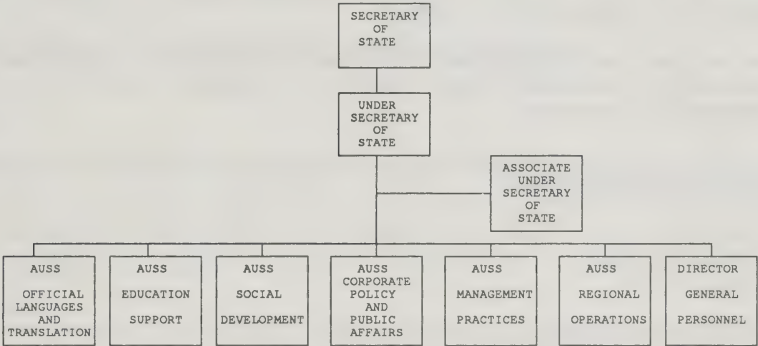 SECRETARY
OF
STATE
UNDER
SECRETARY
OF
STATE
ASSOCIATE
UNDER
SECRETARY
OF
STATE
AUSS
OFFICIAL
LANGUAGES
AND
TRANSLATION
AUSS
EDUCATION
SUPPORT
AUSS
SOCIAL
DEVELOPMENT
AUSS
CORPORATE
POLICY
AND
PUBLIC
AFFAIRS
AUSS
MANAGEMENT
PRACTICES
AUSS
REGIONAL
OPERATIONS
DIRECTOR
GENERAL
PERSONNEL